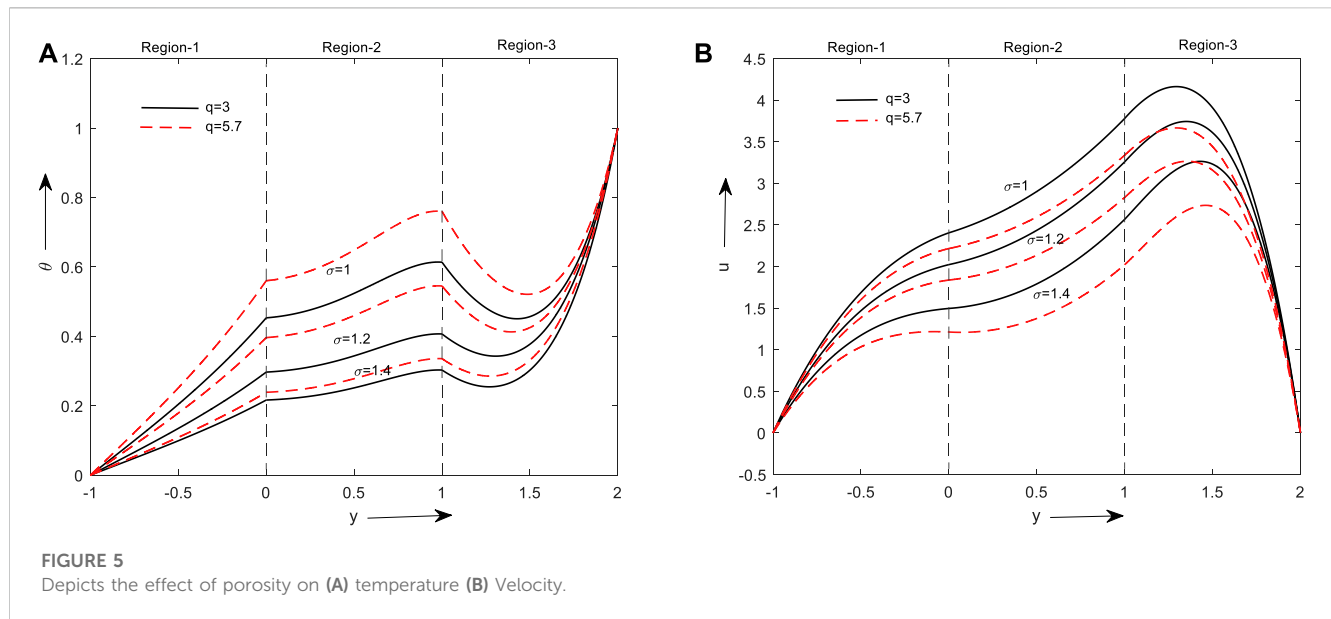 A
Region-1
Region-2
Region-3
1.2
1
0.8
0.6
0.4
0.2
0
q=3
q=5.7
σ=1
σ=1.2
σ=1.4
θ
-1
-0.5
0
0.5
1
1.5
2
y
B
Region-1
Region-2
Region-3
4.5
4
3.5
3
2.5
2
1.5
1
0.5
0
-0.5
q=3
q=5.7
σ=1
σ=1.2
σ=1.4
u
-1
-0.5
0
0.5
1
1.5
2
y
FIGURE 5
Depicts the effect of porosity on (A) temperature (B) Velocity.